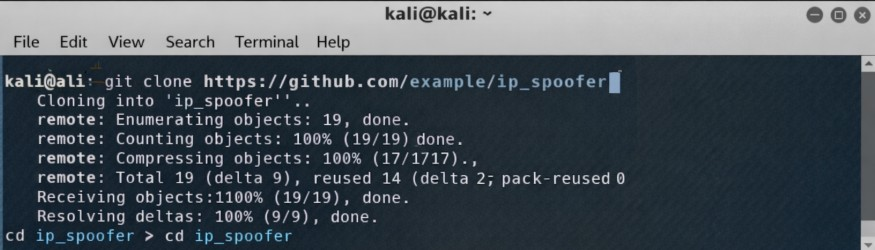 kali@kali: ~
File Edit View Search Terminal Help
kali@ali: git clone https://github.com/example/ip_spoofer
Cloning into 'ip_spoofer''..
remote: Enumerating objects: 19, done.
remote: Counting objects: 100% (19/19) done.
remote: Compressing objects: 100% (17/1717).,
remote: Total 19 (delta 9), reused 14 (delta 2; pack-reused 0
Receiving objects:1100% (19/19), done.
Resolving deltas: 100% (9/9), done.
cd ip_spoofer > cd ip_spoofer